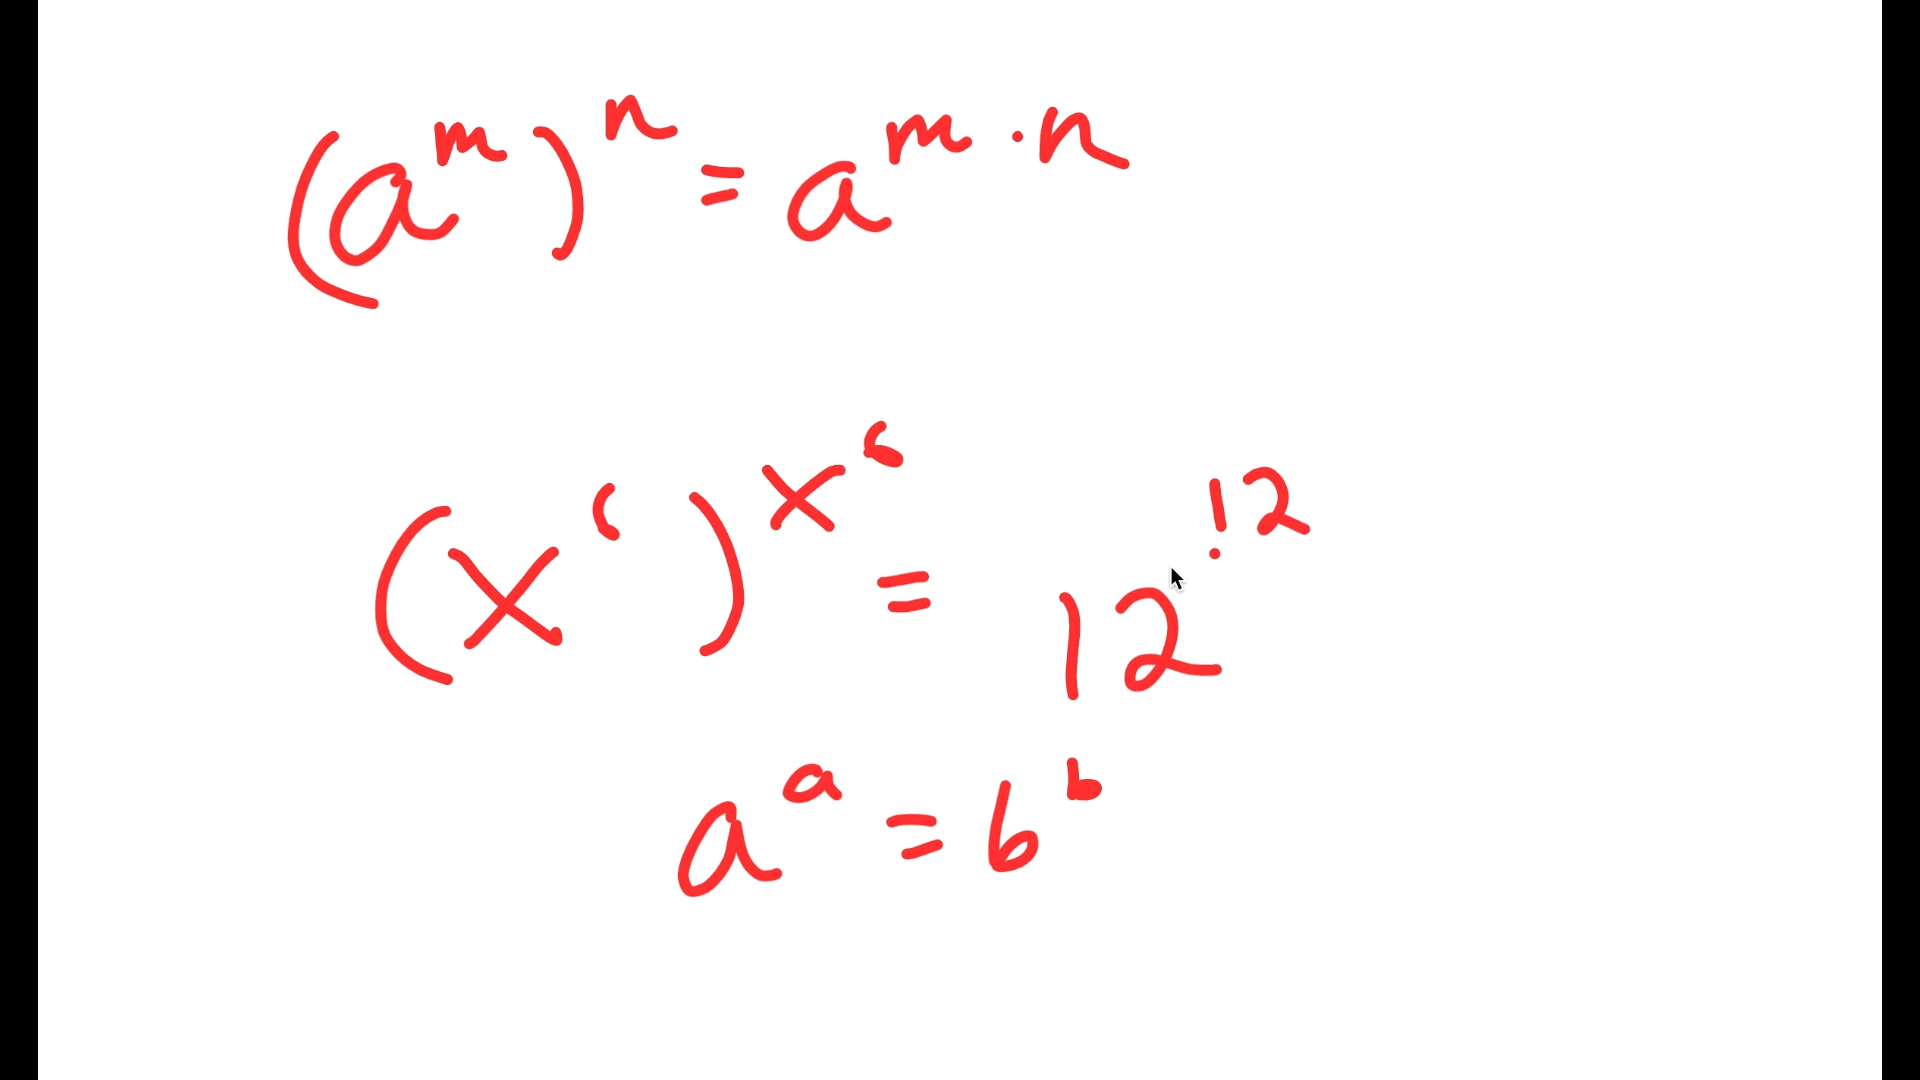 (a^m)^n = a^{m · n}
(x^6)^{x^6} = 12^{12}
a^a = b^b